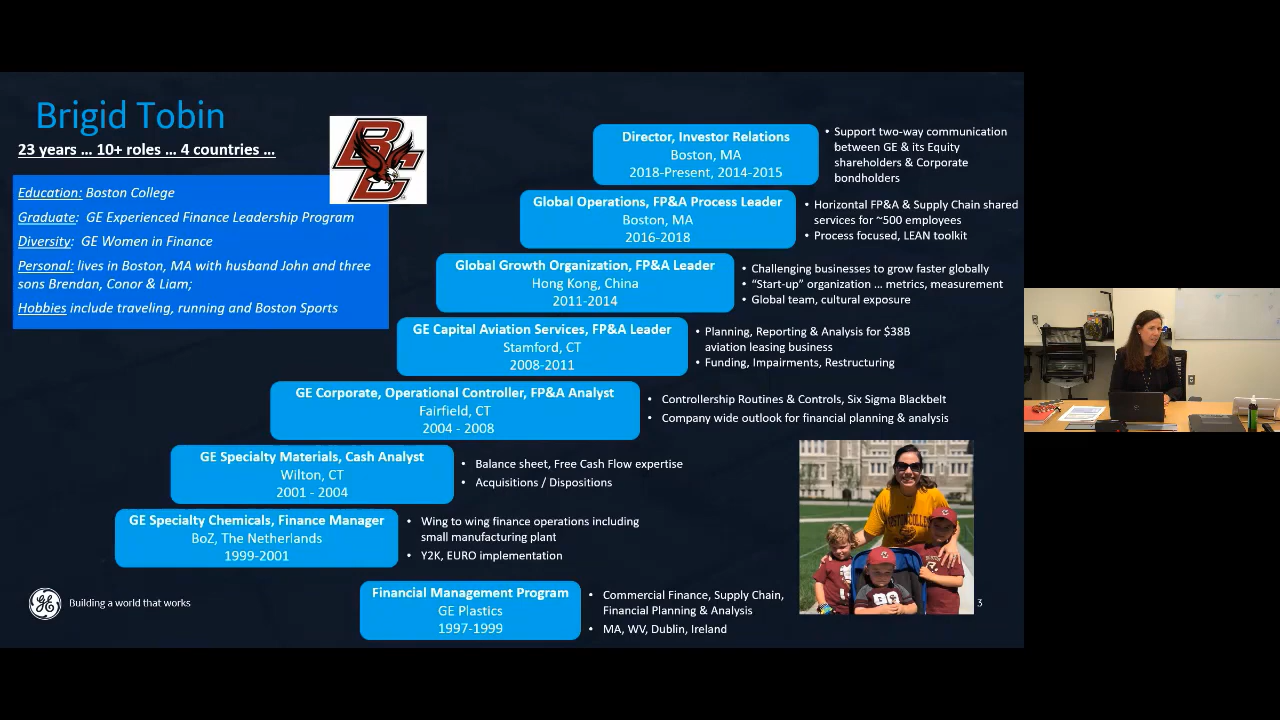 Brigid Tobin
23 years … 10+ roles … 4 countries …
BC
Education: Boston College
Graduate: GE Experienced Finance Leadership Program
Diversity: GE Women in Finance
Personal: lives in Boston, MA with husband John and three
sons Brendan, Conor & Liam;
Hobbies include traveling, running and Boston Sports
Director, Investor Relations
Boston, MA
2018-Present, 2014-2015
• Support two-way communication
between GE & its Equity
shareholders & Corporate
bondholders
Global Operations, FP&A Process Leader
Boston, MA
2016-2018
• Horizontal FP&A & Supply Chain shared
services for ~500 employees
• Process focused, LEAN toolkit
Global Growth Organization, FP&A Leader
Hong Kong, China
2011-2014
• Challenging businesses to grow faster globally
• “Start-up” organization … metrics, measurement
• Global team, cultural exposure
GE Capital Aviation Services, FP&A Leader
Stamford, CT
2008-2011
• Planning, Reporting & Analysis for $38B
aviation leasing business
• Funding, Impairments, Restructuring
GE Corporate, Operational Controller, FP&A Analyst
Fairfield, CT
2004 - 2008
• Controllership Routines & Controls, Six Sigma Blackbelt
• Company wide outlook for financial planning & analysis
GE Specialty Materials, Cash Analyst
Wilton, CT
2001 - 2004
• Balance sheet, Free Cash Flow expertise
• Acquisitions / Dispositions
GE Specialty Chemicals, Finance Manager
BoZ, The Netherlands
1999-2001
• Wing to wing finance operations including
small manufacturing plant
• Y2K, EURO implementation
Financial Management Program
GE Plastics
1997-1999
• Commercial Finance, Supply Chain,
Financial Planning & Analysis
• MA, WV, Dublin, Ireland
GE
Building a world that works
3